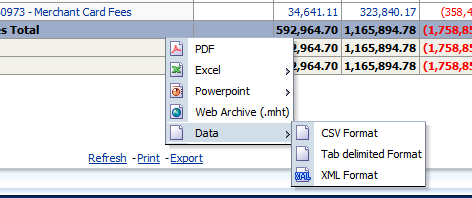 60973 - Merchant Card Fees 34,641.11 323,840.17 (358,4
s Total 592,964.70 1,165,894.78 (1,758,85
2,964.70 1,165,894.78 (1,758,85
2,964.70 1,165,894.78 (1,758,85
PDF
Excel
Powerpoint
Web Archive (.mht)
Data
CSV Format
Tab delimited Format
XML Format
Refresh -Print -Export